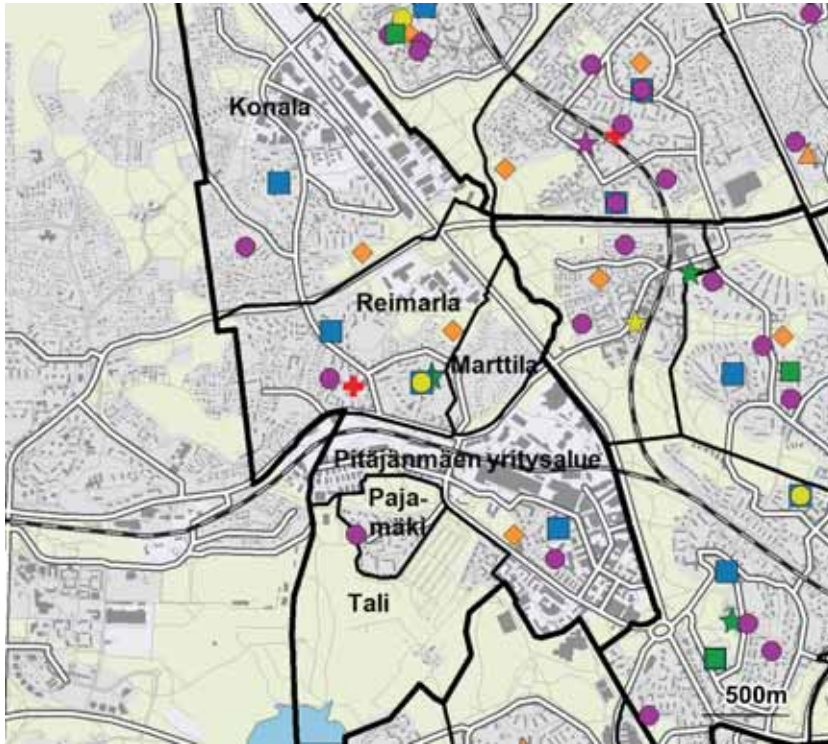 Konala
Reimarla
Marttila
Pitäjänmäen yritysalue
Paja-
mäki
Tali
500m